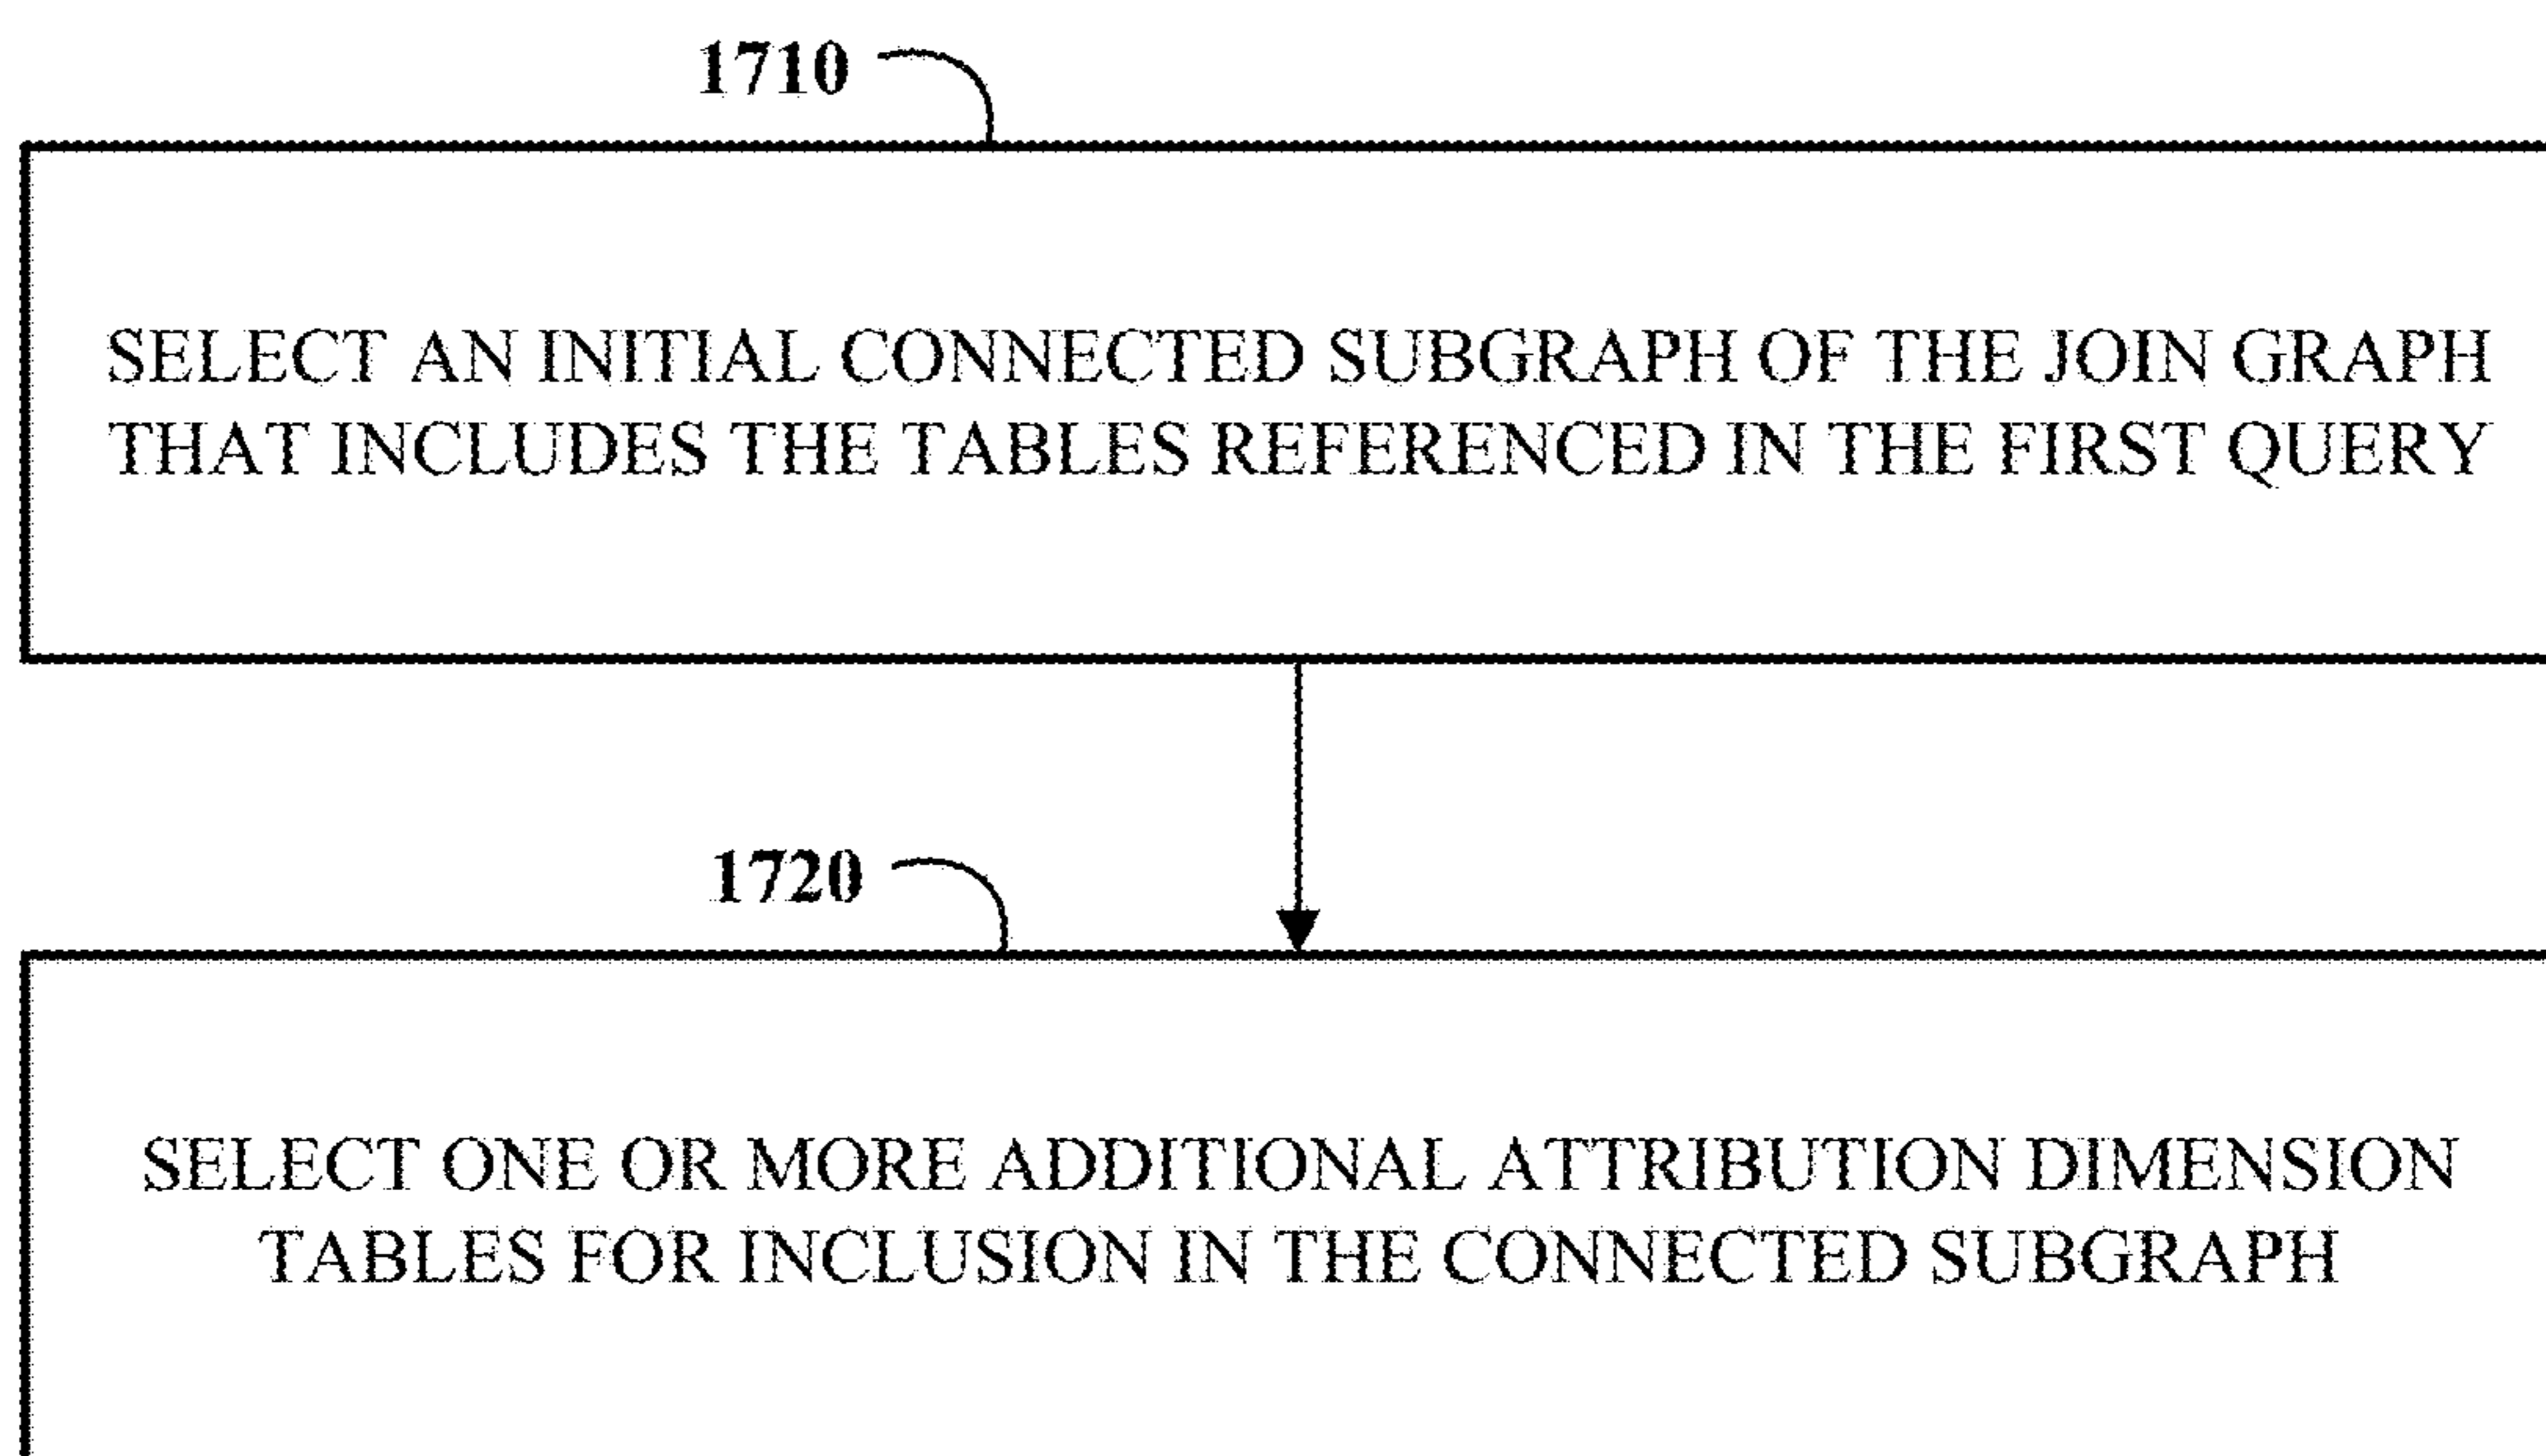 1710
SELECT AN INITIAL CONNECTED SUBGRAPH OF THE JOIN GRAPH
THAT INCLUDES THE TABLES REFERENCED IN THE FIRST QUERY
1720
SELECT ONE OR MORE ADDITIONAL ATTRIBUTION DIMENSION
TABLES FOR INCLUSION IN THE CONNECTED SUBGRAPH